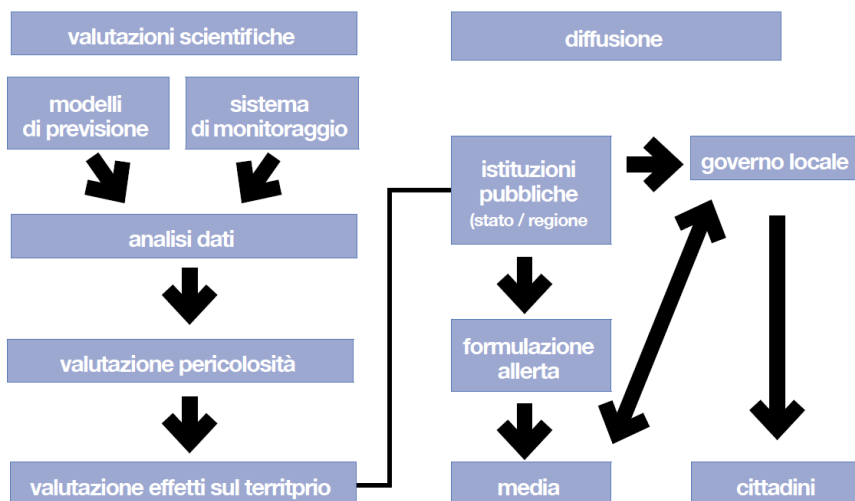 valutazioni scientifiche
diffusione
modelli
di previsione
sistema
di monitoraggio
istituzioni
pubbliche
(stato / regione
governo locale
analisi dati
valutazione pericolosità
formulazione
allerta
valutazione effetti sul territprio
media
cittadini